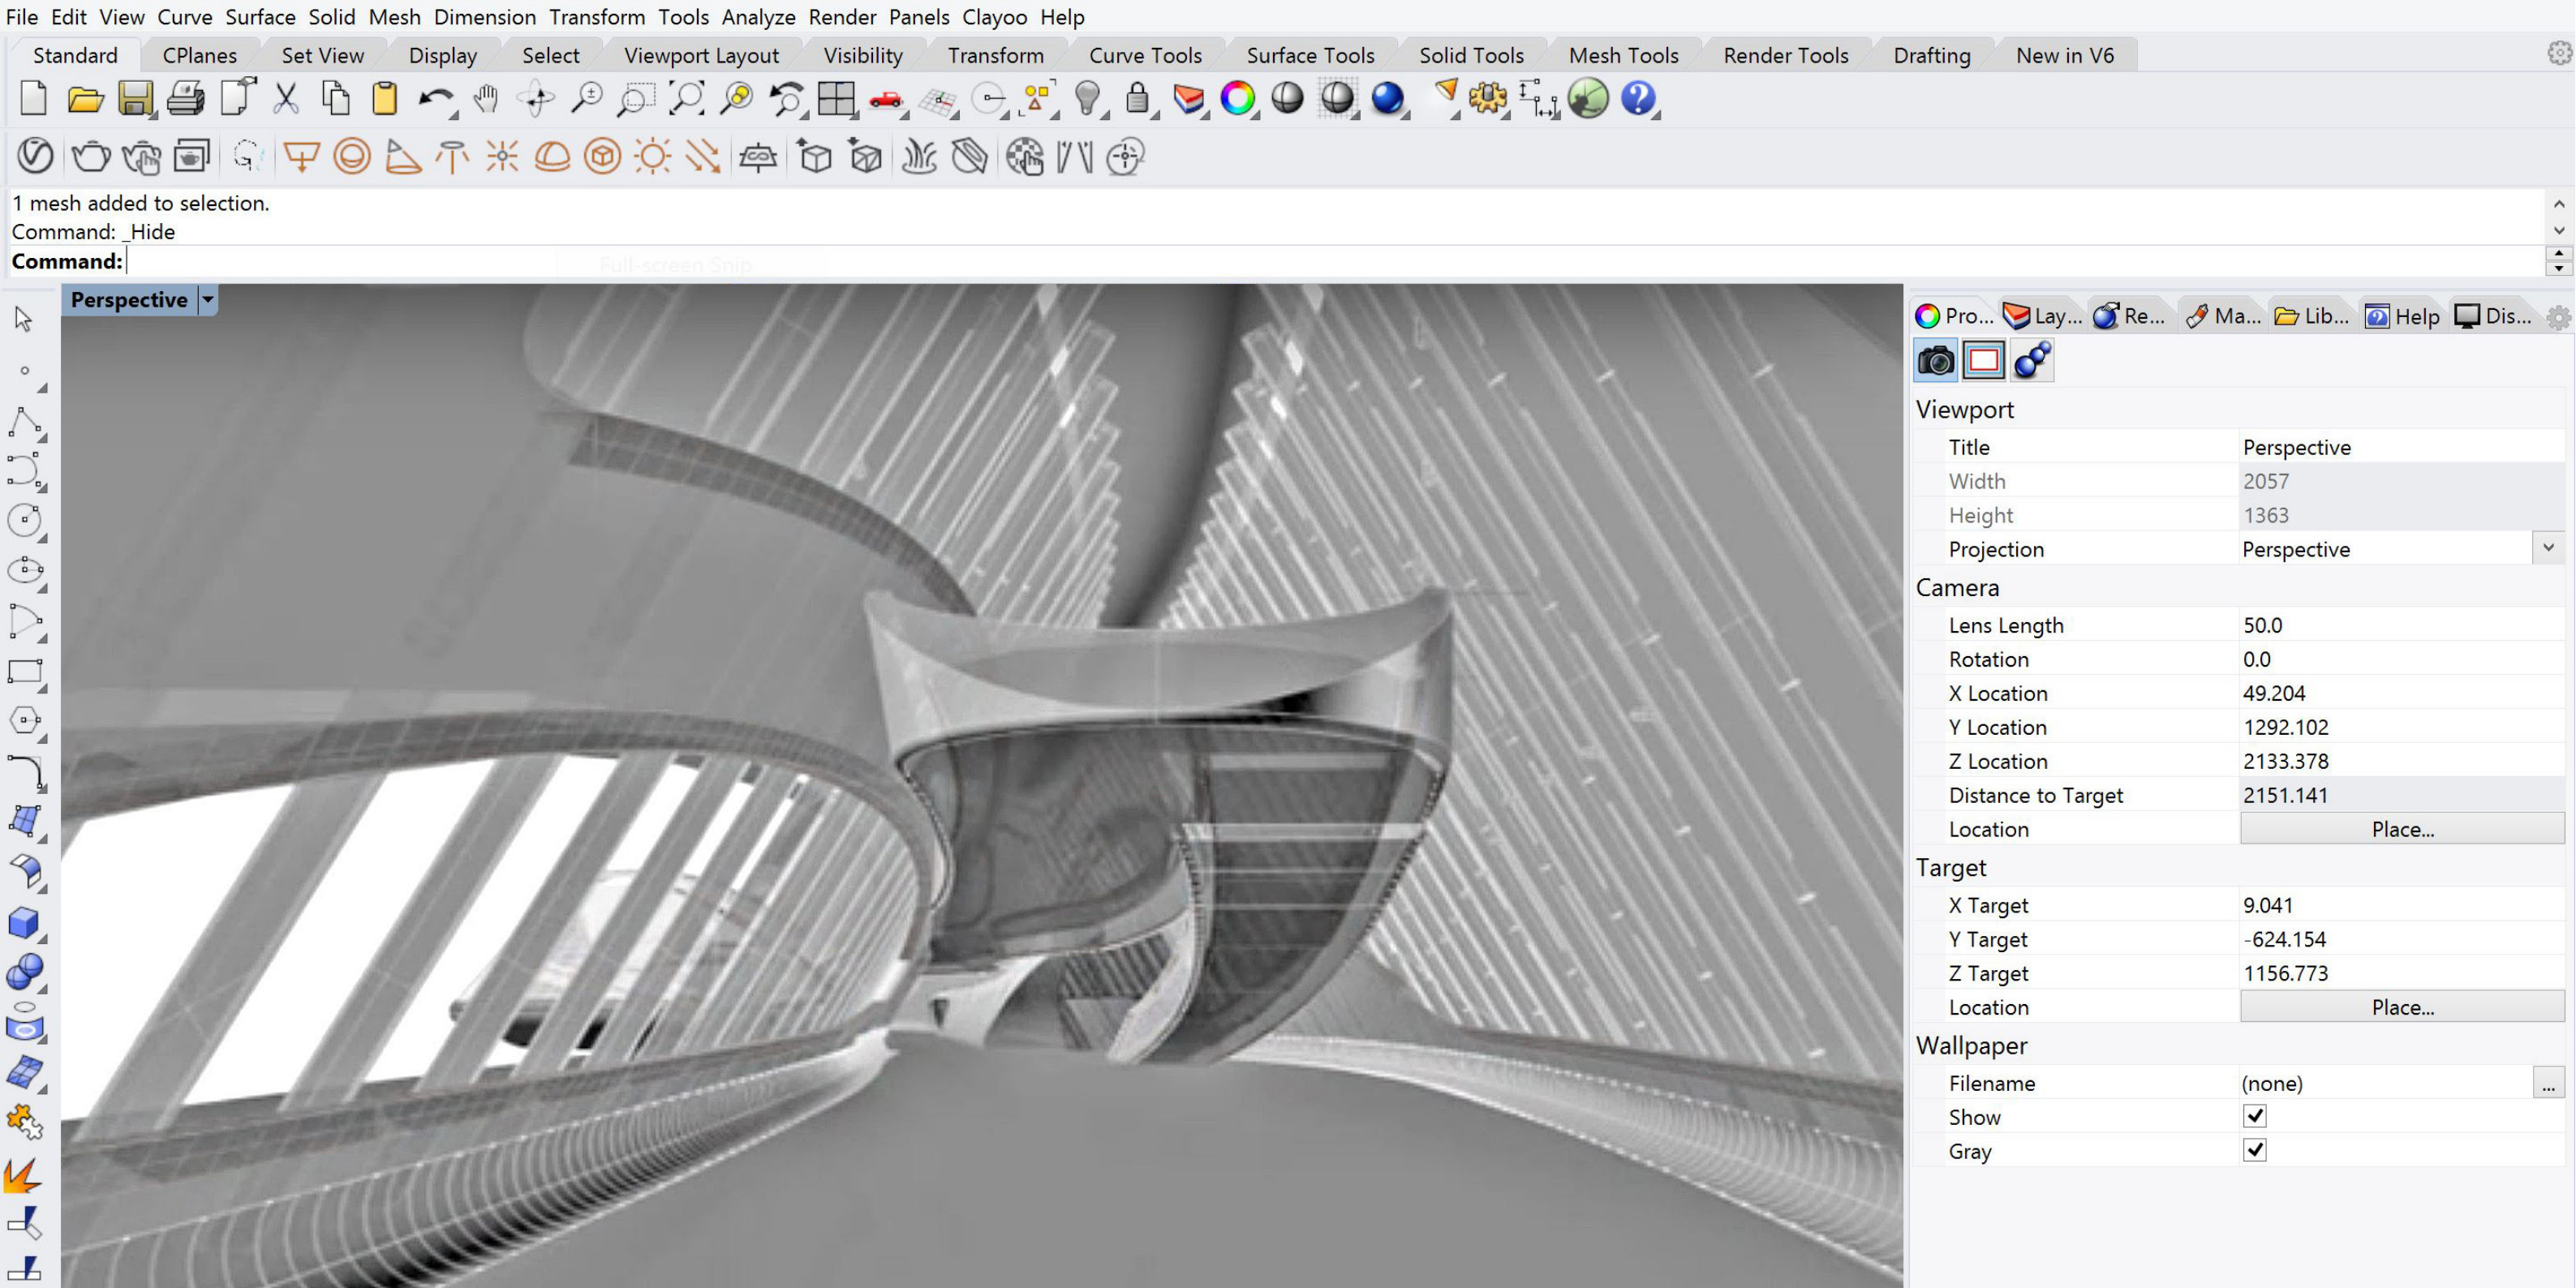 File Edit View Curve Surface Solid Mesh Dimension Transform Tools Analyze Render Panels Clayoo Help
Standard CPlanes Set View Display Select Viewport Layout Visibility Transform Curve Tools Surface Tools Solid Tools Mesh Tools Render Tools Drafting New in V6
1 mesh added to selection.
Command: _Hide
Command:
Full-screen Snip
Perspective
Pro... Lay... Re... Ma... Lib... Help Dis...
Viewport
Title Perspective
Width 2057
Height 1363
Projection Perspective
Camera
Lens Length 50.0
Rotation 0.0
X Location 49.204
Y Location 1292.102
Z Location 2133.378
Distance to Target 2151.141
Location Place...
Target
X Target 9.041
Y Target -624.154
Z Target 1156.773
Location Place...
Wallpaper
Filename (none) ...
Show
Gray